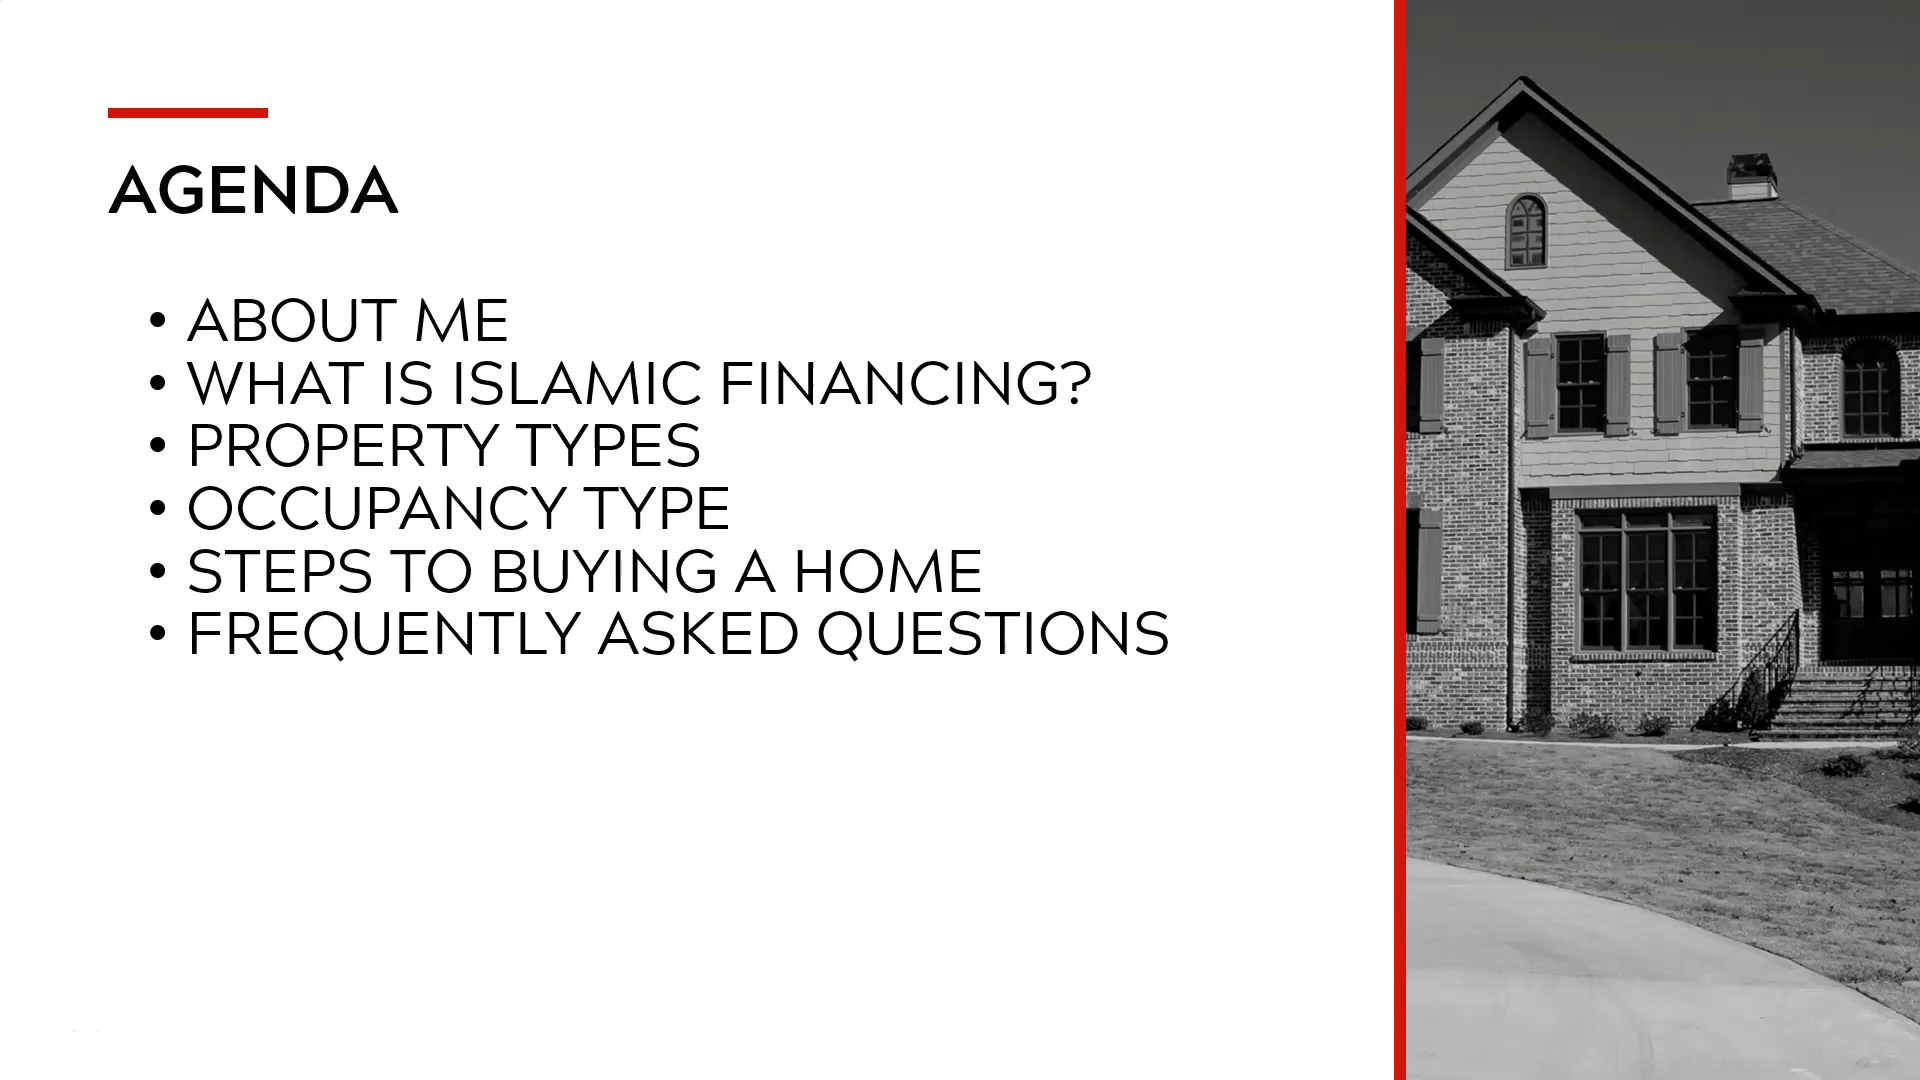 AGENDA
• ABOUT ME
• WHAT IS ISLAMIC FINANCING?
• PROPERTY TYPES
• OCCUPANCY TYPE
• STEPS TO BUYING A HOME
• FREQUENTLY ASKED QUESTIONS